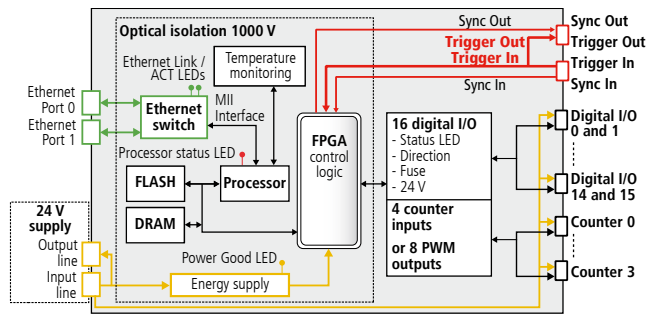 Optical isolation 1000 V
Sync Out
Sync Out
Trigger Out
Trigger Out
Trigger In
Trigger In
Sync In
Sync In
Ethernet Link /
ACT LEDs
Temperature
monitoring
Ethernet
Port 0
Ethernet
Port 1
Ethernet
switch
MII
Interface
Processor status LED
FLASH
Processor
DRAM
FPGA
control
logic
16 digital I/O
- Status LED
- Direction
- Fuse
- 24 V
4 counter
inputs
or 8 PWM
outputs
Digital I/O
0 and 1
Digital I/O
14 and 15
Counter 0
Counter 3
24 V
supply
Output
line
Input
line
Power Good LED
Energy supply